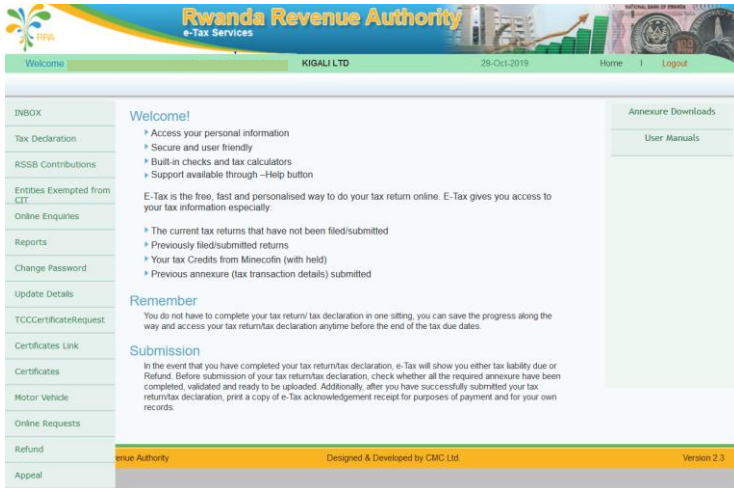 RRA
Rwanda Revenue Authority
e-Tax Services
NATIONAL BANK OF RWANDA
Welcome
KIGALI LTD
29-Oct-2019
Home | Logout
INBOX
Tax Declaration
RSSB Contributions
Entities Exempted from
CIT
Online Enquiries
Reports
Change Password
Update Details
TCCCertificateRequest
Certificates Link
Certificates
Motor Vehicle
Online Requests
Refund
Appeal
Welcome!
Access your personal information
Secure and user friendly
Built-in checks and tax calculators
Support available through –Help button
E-Tax is the free, fast and personalised way to do your tax return online. E-Tax gives you access to
your tax information especially:
The current tax returns that have not been filed/submitted
Previously filed/submitted returns
Your tax Credits from Minecofin (with held)
Previous annexure (tax transaction details) submitted
Remember
You do not have to complete your tax return/ tax declaration in one sitting, you can save the progress along the
way and access your tax return/tax declaration anytime before the end of the tax due dates.
Submission
In the event that you have completed your tax return/tax declaration, e-Tax will show you either tax liability due or
Refund. Before submission of your tax return/tax declaration, check whether all the required annexure have been
completed, validated and ready to be uploaded. Additionally, after you have successfully submitted your tax
return/tax declaration, print a copy of e-Tax acknowledgement receipt for purposes of payment and for your own
records.
Annexure Downloads
User Manuals
enue Authority
Designed & Developed by CMC Ltd.
Version 2.3